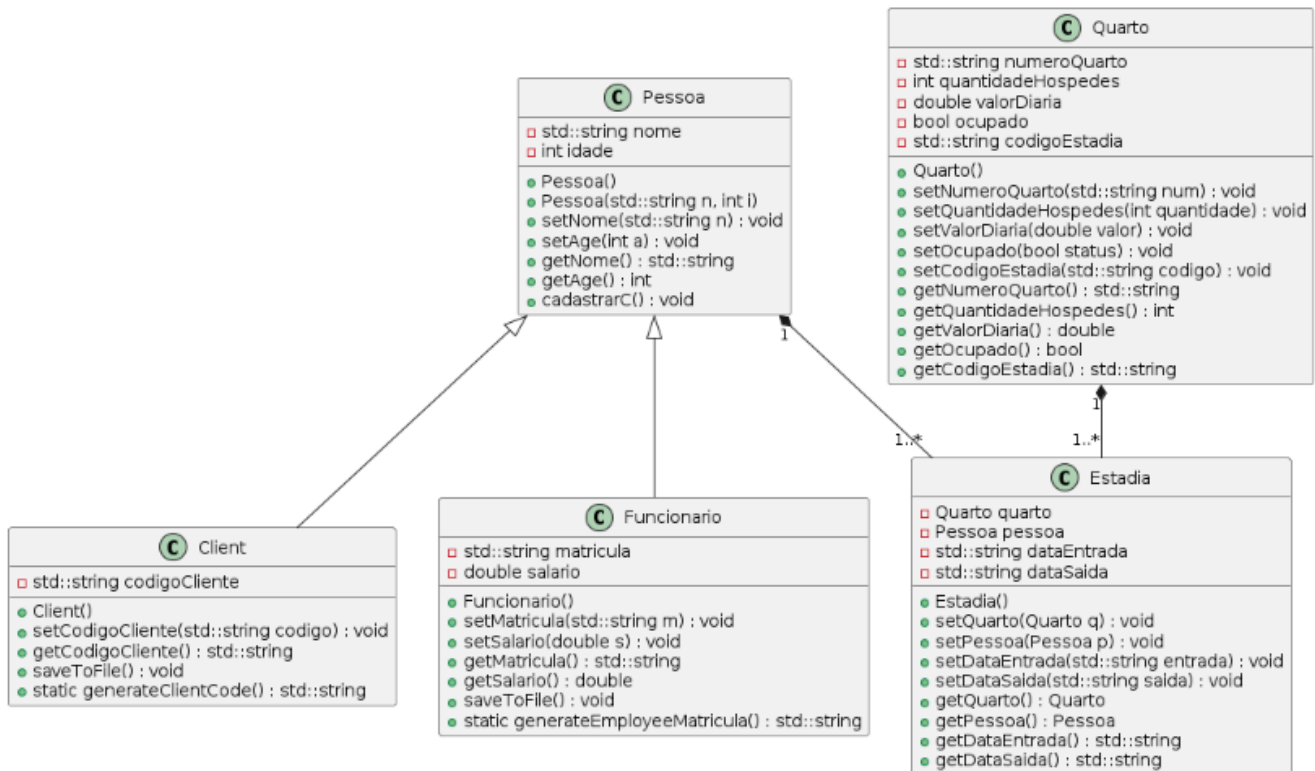 C Quarto
std::string numeroQuarto
int quantidadeHospedes
double valorDiaria
bool ocupado
std::string codigoEstadia
Quarto()
setNumeroQuarto(std::string num) : void
setQuantidadeHospedes(int quantidade) : void
setValorDiaria(double valor) : void
setOcupado(bool status) : void
setCodigoEstadia(std::string codigo) : void
getNumeroQuarto() : std::string
getQuantidadeHospedes() : int
getValorDiaria() : double
getOcupado() : bool
getCodigoEstadia() : std::string
C Pessoa
std::string nome
int idade
Pessoa()
Pessoa(std::string n, int i)
setNome(std::string n) : void
setAge(int a) : void
getNome() : std::string
getAge() : int
cadastrarC() : void
1
1..*
1
1..*
C Client
std::string codigoCliente
Client()
setCodigoCliente(std::string codigo) : void
getCodigoCliente() : std::string
saveToFile() : void
static generateClientCode() : std::string
C Funcionario
std::string matricula
double salario
Funcionario()
setMatricula(std::string m) : void
setSalario(double s) : void
getMatricula() : std::string
getSalario() : double
saveToFile() : void
static generateEmployeeMatricula() : std::string
C Estadia
Quarto quarto
Pessoa pessoa
std::string dataEntrada
std::string dataSaida
Estadia()
setQuarto(Quarto q) : void
setPessoa(Pessoa p) : void
setDataEntrada(std::string entrada) : void
setDataSaida(std::string saida) : void
getQuarto() : Quarto
getPessoa() : Pessoa
getDataEntrada() : std::string
getDataSaida() : std::string